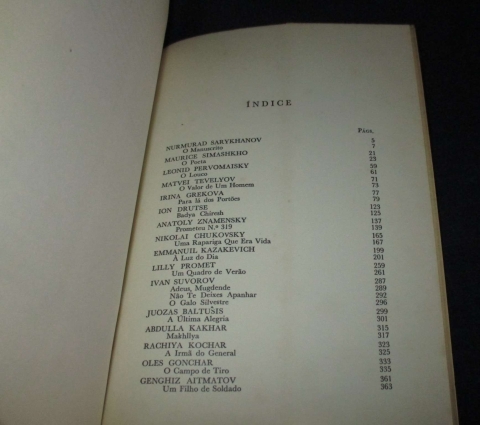 ÍNDICE
Págs.
NURMURAD SARYKHANOV 5
O Manuscrito 7
MAURICE SIMASHKHO 21
O Poeta 23
LEONID PERVOMAISKY 59
O Louco 61
MATVEI TEVELYOV 71
O Valor de Um Homem 73
IRINA GREKOVA 77
Para lá dos Portões 79
ION DRUTSE 123
Badya Chiresh 125
ANATOLY ZNAMENSKY 137
Prometeu N.º 319 139
NIKOLAI CHUKOVSKY 165
Uma Rapariga Que Era Vida 167
EMMANUIL KAZAKEVICH 199
À Luz do Dia 201
LILLY PROMET 259
Um Quadro de Verão 261
IVAN SUVOROV 287
Adeus, Mugdende 289
Não Te Deixes Apanhar 292
O Galo Silvestre 296
JUOZAS BALTUSIS 299
A Última Alegria 301
ABDULLA KAKHAR 315
Makhliya 317
RACHIYA KOCHAR 323
A Irmã do General 325
OLES GONCHAR 333
O Campo de Tiro 335
GENGHIZ AITMATOV 361
Um Filho de Soldado 363